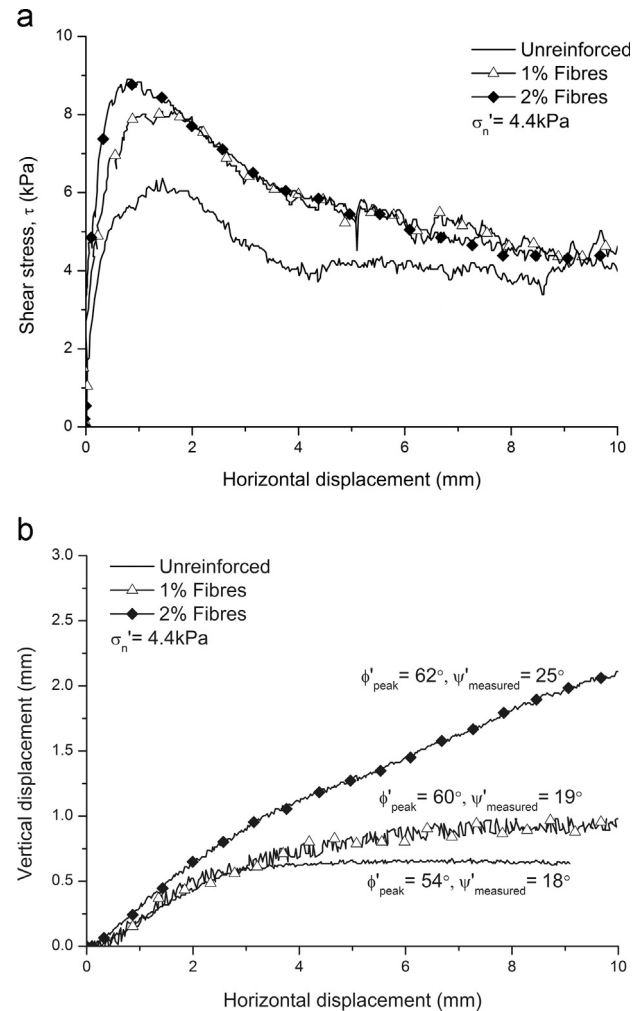 a
10
8
6
4
2
0
Shear stress, τ (kPa)
Unreinforced
1% Fibres
2% Fibres
σn'= 4.4kPa
0 2 4 6 8 10
Horizontal displacement (mm)
b
3.0
2.5
2.0
1.5
1.0
0.5
0.0
Vertical displacement (mm)
Unreinforced
1% Fibres
2% Fibres
σn'= 4.4kPa
ϕ'peak= 62°, ψ'measured= 25°
ϕ'peak= 60°, ψ'measured= 19°
ϕ'peak= 54°, ψ'measured= 18°
0 2 4 6 8 10
Horizontal displacement (mm)